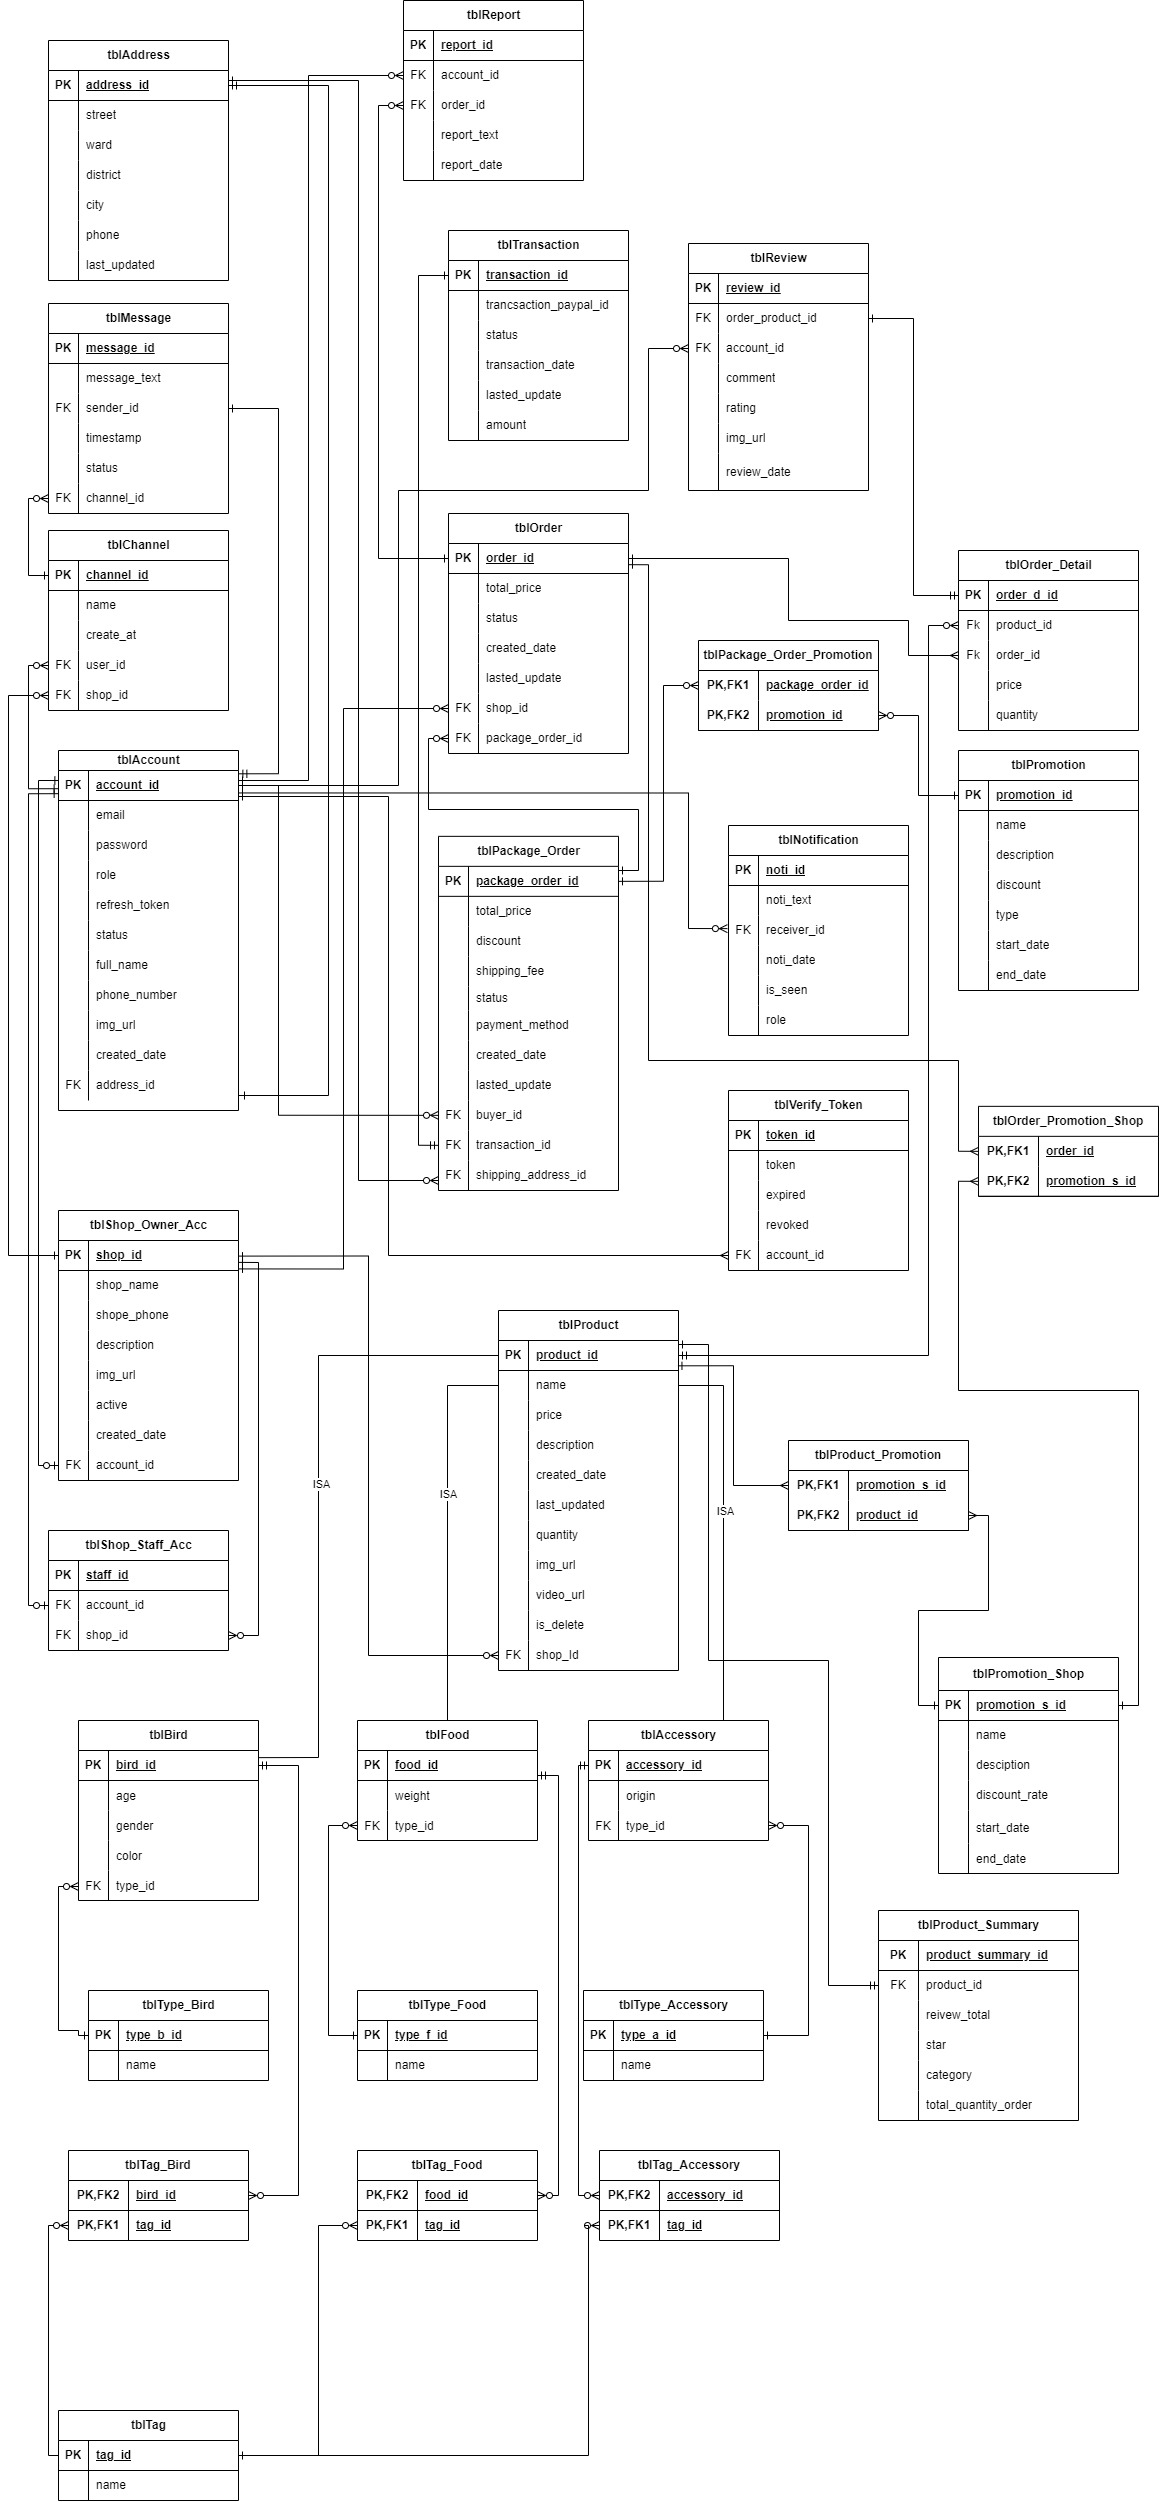 tblReport
PK report_id
FK account_id
FK order_id
report_text
report_date
tblAddress
PK address_id
street
ward
district
city
phone
last_updated
tblTransaction
PK transaction_id
trancsaction_paypal_id
status
transaction_date
lasted_update
amount
tblReview
PK review_id
FK order_product_id
FK account_id
comment
rating
img_url
review_date
tblMessage
PK message_id
message_text
FK sender_id
timestamp
status
FK channel_id
tblChannel
PK channel_id
name
create_at
FK user_id
FK shop_id
tblOrder
PK order_id
total_price
status
created_date
lasted_update
FK shop_id
FK package_order_id
tblOrder_Detail
PK order_d_id
Fk product_id
Fk order_id
price
quantity
tblPackage_Order_Promotion
PK,FK1 package_order_id
PK,FK2 promotion_id
tblAccount
PK account_id
email
password
role
refresh_token
status
full_name
phone_number
img_url
created_date
FK address_id
tblPromotion
PK promotion_id
name
description
discount
type
start_date
end_date
tblNotification
PK noti_id
noti_text
FK receiver_id
noti_date
is_seen
role
tblPackage_Order
PK package_order_id
total_price
discount
shipping_fee
status
payment_method
created_date
lasted_update
FK buyer_id
FK transaction_id
FK shipping_address_id
tblVerify_Token
PK token_id
token
expired
revoked
FK account_id
tblOrder_Promotion_Shop
PK,FK1 order_id
PK,FK2 promotion_s_id
tblShop_Owner_Acc
PK shop_id
shop_name
shope_phone
description
img_url
active
created_date
FK account_id
tblProduct
PK product_id
name
price
description
created_date
last_updated
quantity
img_url
video_url
is_delete
FK shop_Id
ISA
ISA
ISA
tblProduct_Promotion
PK,FK1 promotion_s_id
PK,FK2 product_id
tblShop_Staff_Acc
PK staff_id
FK account_id
FK shop_id
tblPromotion_Shop
PK promotion_s_id
name
desciption
discount_rate
start_date
end_date
tblBird
PK bird_id
age
gender
color
FK type_id
tblFood
PK food_id
weight
FK type_id
tblAccessory
PK accessory_id
origin
FK type_id
tblProduct_Summary
PK product_summary_id
FK product_id
reivew_total
star
category
total_quantity_order
tblType_Bird
PK type_b_id
name
tblType_Food
PK type_f_id
name
tblType_Accessory
PK type_a_id
name
tblTag_Bird
PK,FK2 bird_id
PK,FK1 tag_id
tblTag_Food
PK,FK2 food_id
PK,FK1 tag_id
tblTag_Accessory
PK,FK2 accessory_id
PK,FK1 tag_id
tblTag
PK tag_id
name